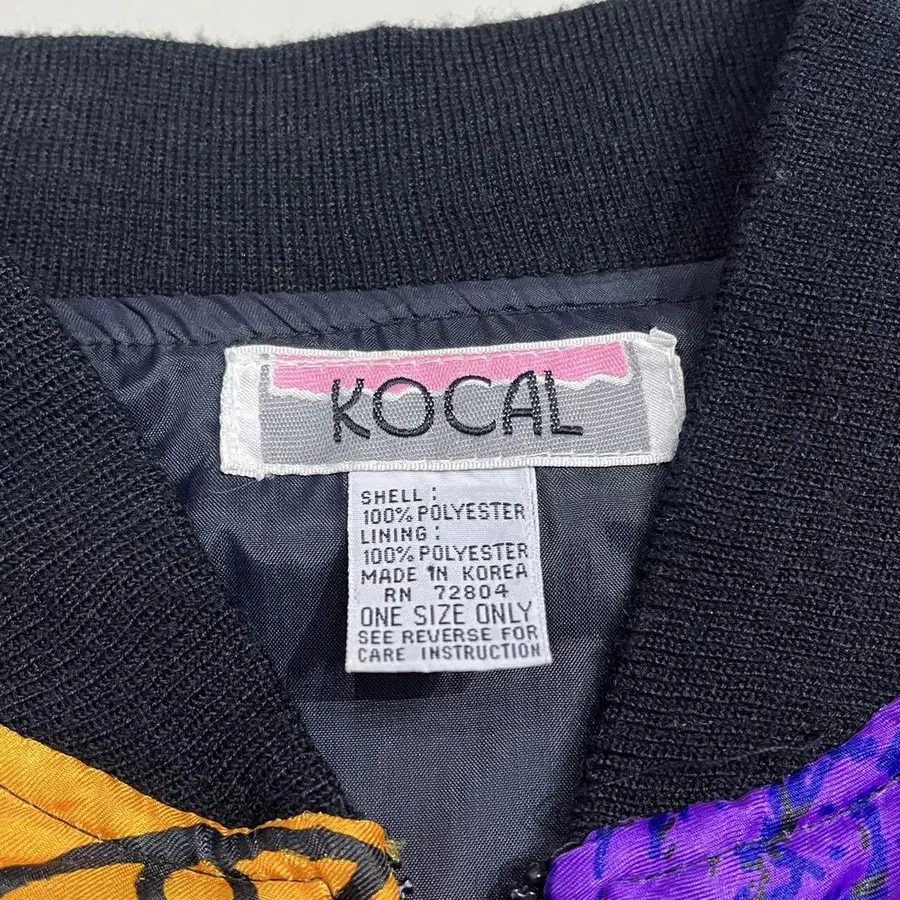 KOCAL
SHELL :
100% POLYESTER
LINING :
100% POLYESTER
MADE IN KOREA
RN 72804
ONE SIZE ONLY
SEE REVERSE FOR
CARE INSTRUCTION